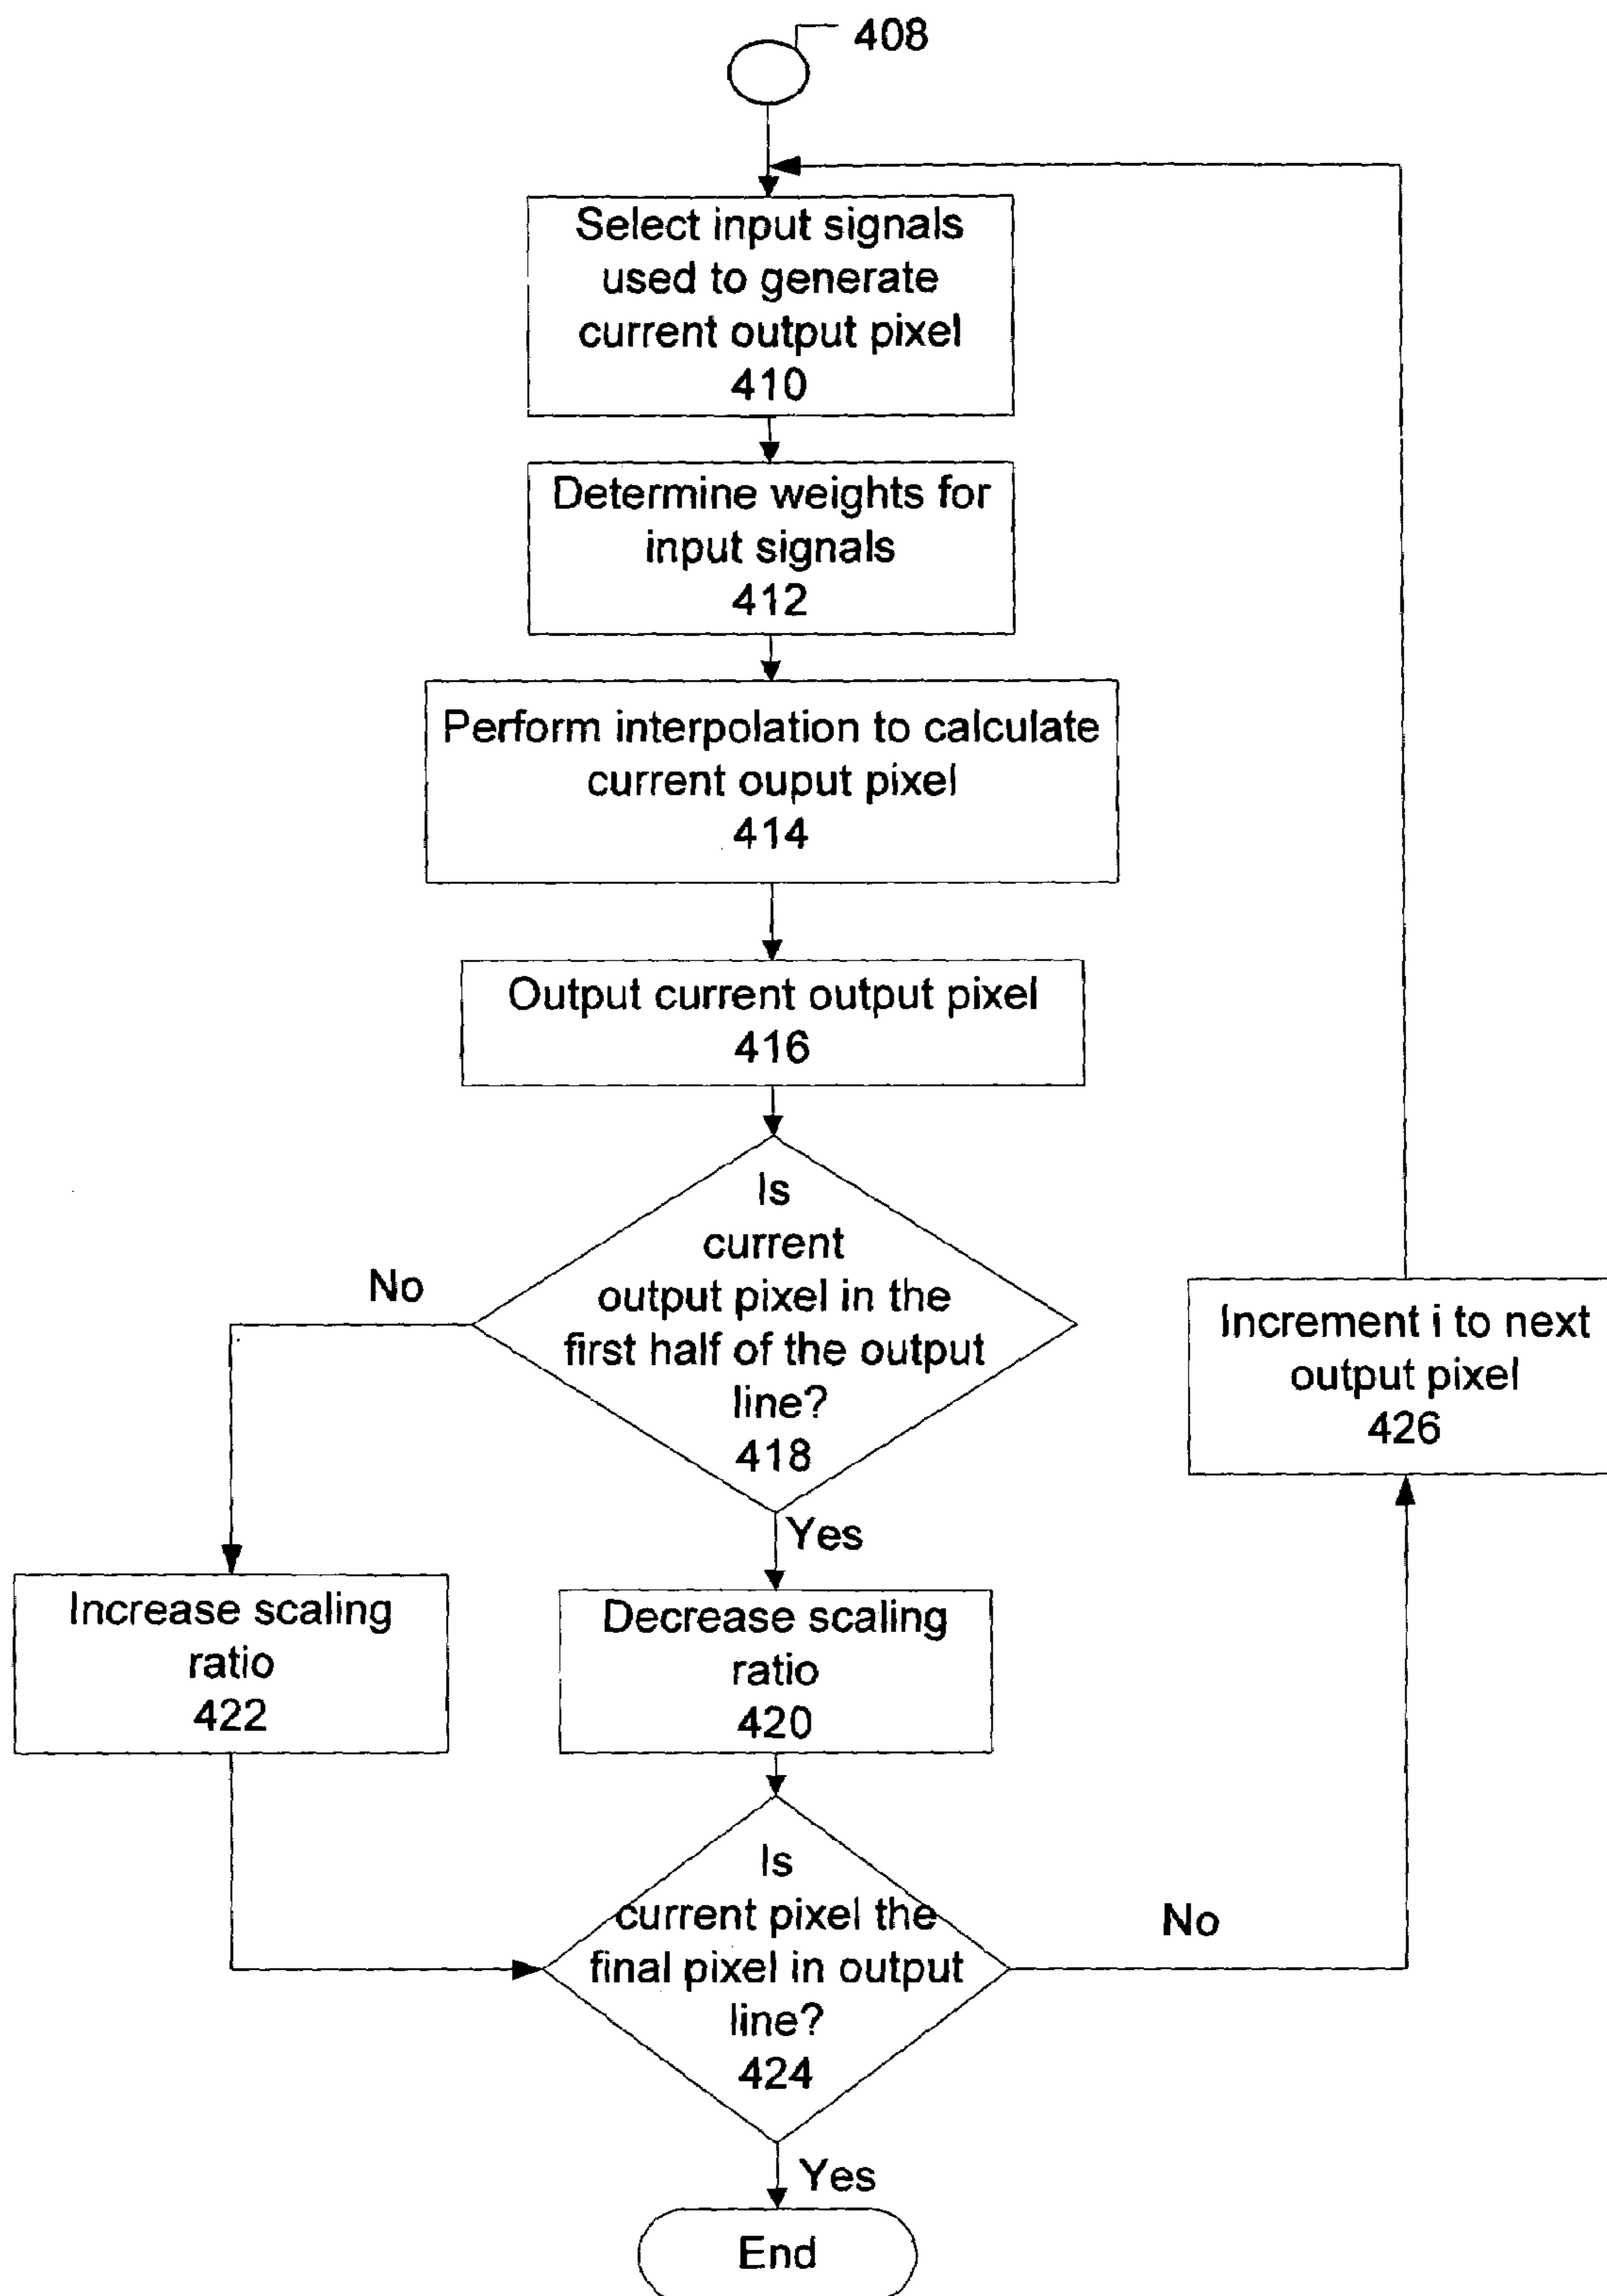 408
Select input signals
used to generate
current output pixel
410
Determine weights for
input signals
412
Perform interpolation to calculate
current ouput pixel
414
Output current output pixel
416
Is
current
output pixel in the
first half of the output
line?
418
No
Yes
Increment i to next
output pixel
426
Increase scaling
ratio
422
Decrease scaling
ratio
420
Is
current pixel the
final pixel in output
line?
424
No
Yes
End